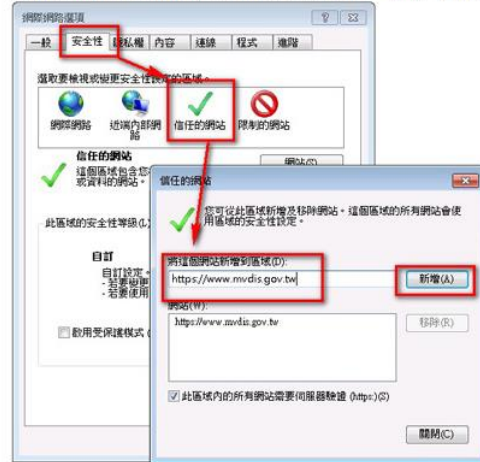 網際網路選項
一般 安全性 隱私權 內容 連線 程式 進階
選取要檢視或變更安全性設定的區域。
網際網路 近端內部網路 信任的網站 限制的網站
信任的網站
網站(S)
這個區域包含您
或資料的網站。
此區域的安全性等級(L)
自訂
自訂設定。
- 若要變更
- 若要使用
啟用受保護模式 (
信任的網站
您可從此區域新增及移除網站。這個區域的所有網站會使
用區域的安全性設定。
將這個網站新增到區域(D):
https://www.mvdis.gov.tw
新增(A)
網站(W):
https://www.mvdis.gov.tw
移除(R)
此區域內的所有網站需要伺服器驗證 (https:)(S)
關閉(C)